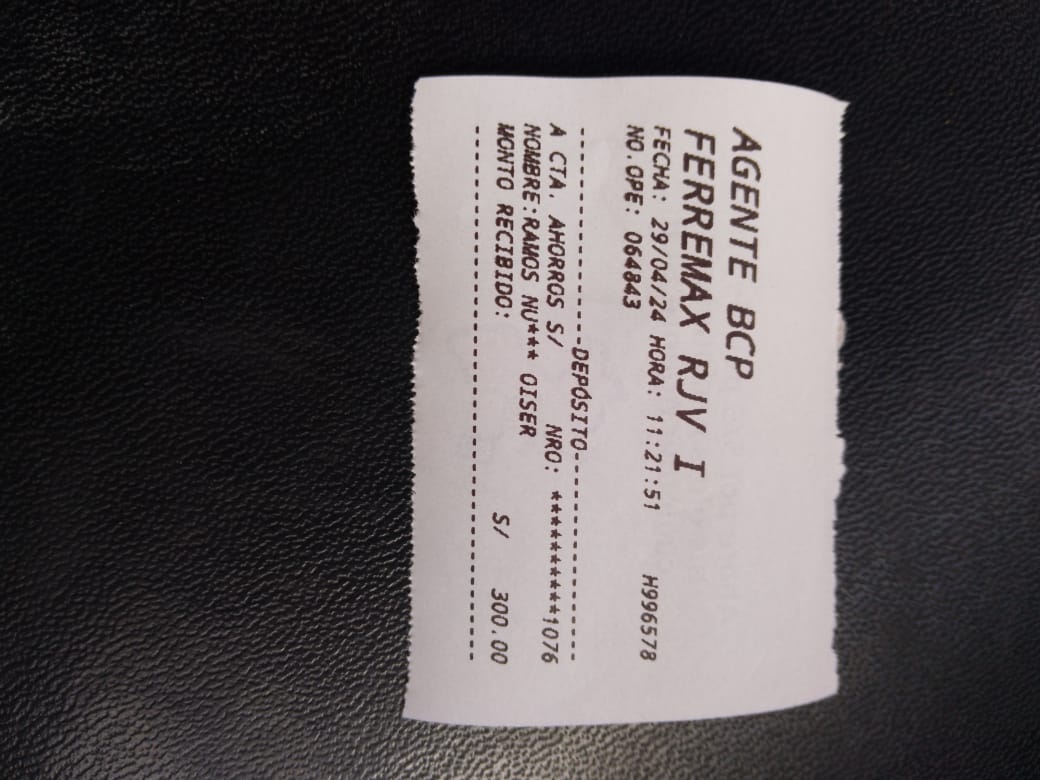 AGENTE BCP
FERREMAX RJV I
FECHA: 29/04/24 HORA: 11:21:51 H996578
NO.OPE: 064843
--------------------DEPÓSITO--------------------
A CTA. AHORROS S/ NRO: **********1076
NOMBRE:RAMOS NU*** OISER
MONTO RECIBIDO: S/ 300.00
------------------------------------------------